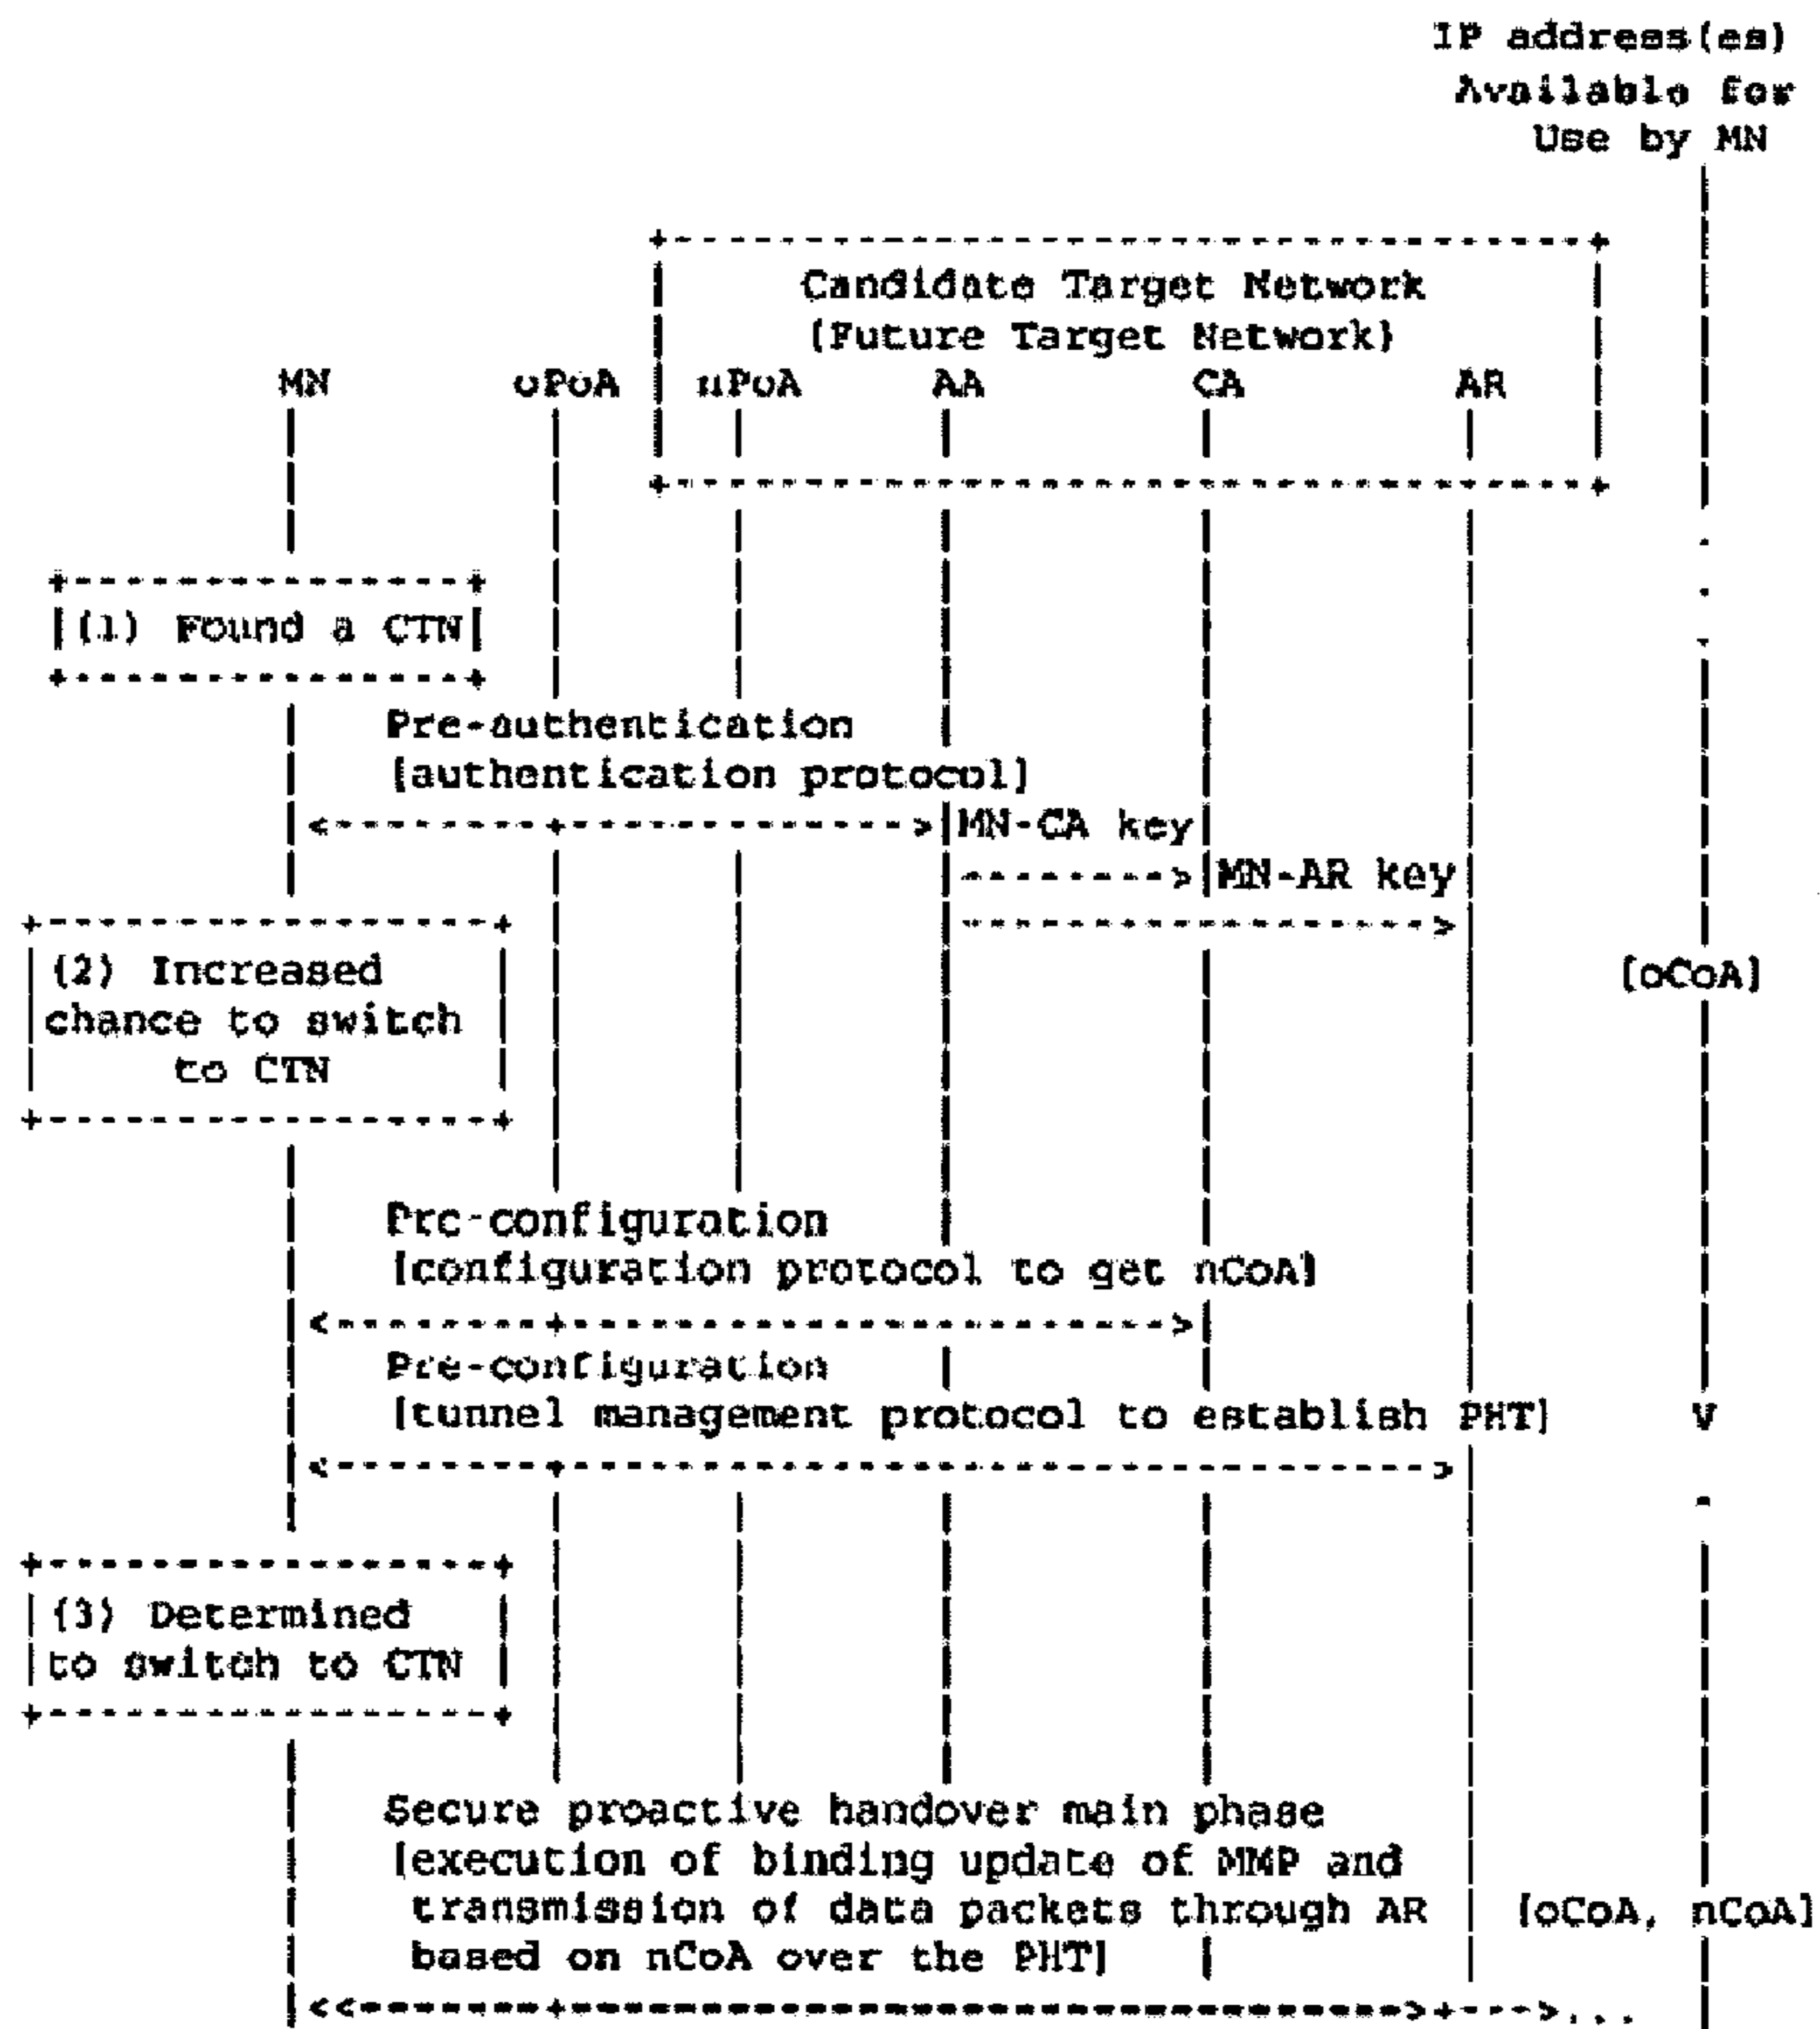 IP address(es)
Available for
Use by MN
Candidate Target Network
(Future Target Network)
MN oPoA nPoA AA CA AR
(1) Found a CTN
Pre-authentication
[authentication protocol]
MN-CA key
MN-AR key
(2) Increased
chance to switch
to CTN
[oCoA]
Pre-configuration
[configuration protocol to get nCoA]
Pre-configuration
[tunnel management protocol to establish PHT]
V
(3) Determined
to switch to CTN
Secure proactive handover main phase
[execution of binding update of MMP and
transmission of data packets through AR [oCoA, nCoA]
based on nCoA over the PHT]